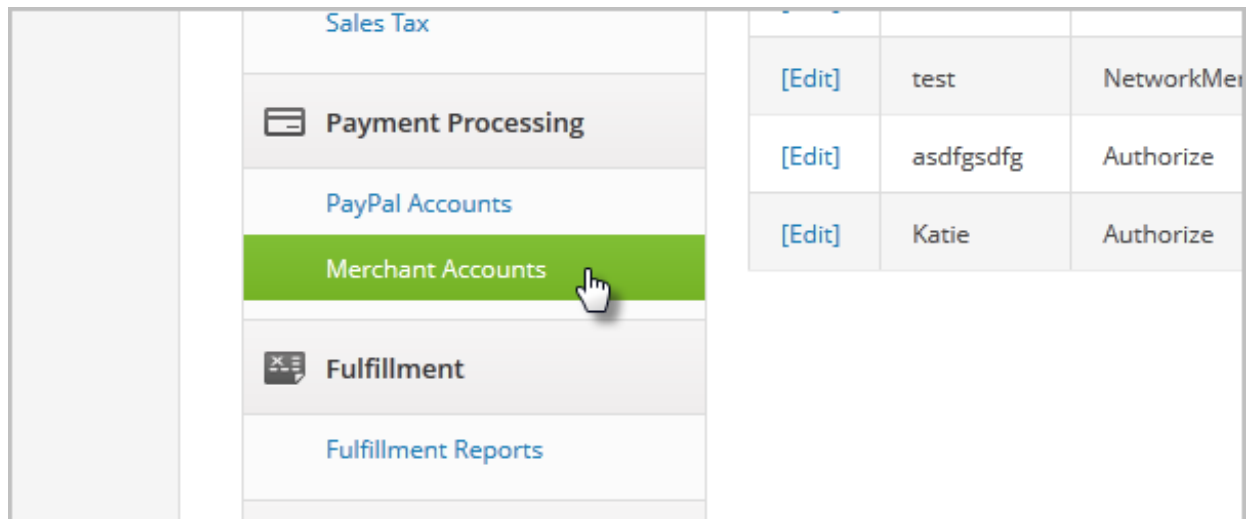 Sales Tax
Payment Processing
PayPal Accounts
Merchant Accounts
Fulfillment
Fulfillment Reports
[Edit] test NetworkMer
[Edit] asdfgsdfg Authorize
[Edit] Katie Authorize